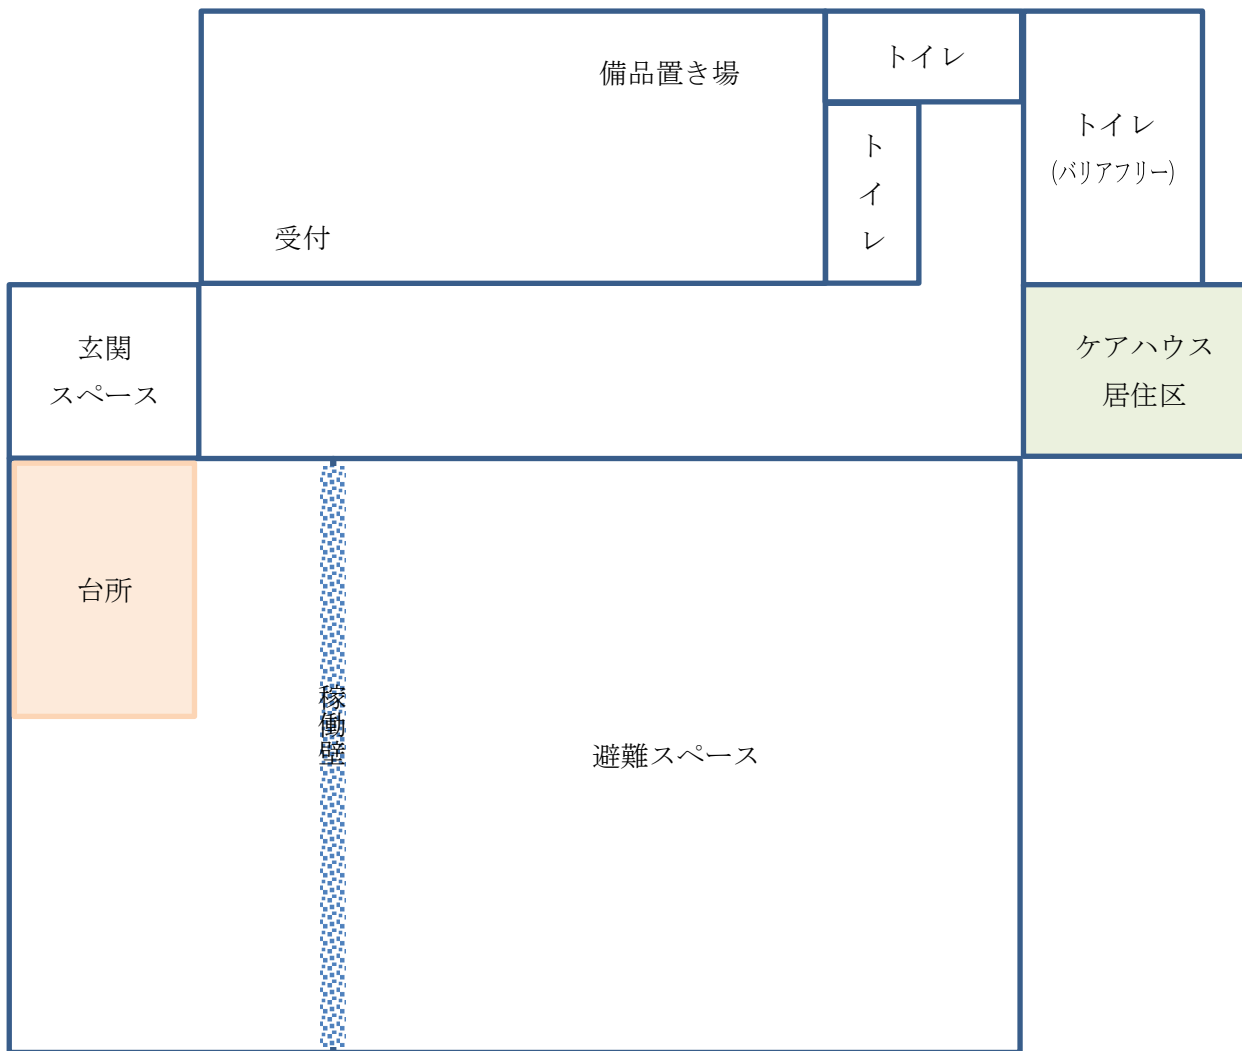 備品置き場
トイレ
トイレ
(バリアフリー)
トイレ
受付
玄関
スペース
ケアハウス
居住区
台所
稼働壁
避難スペース